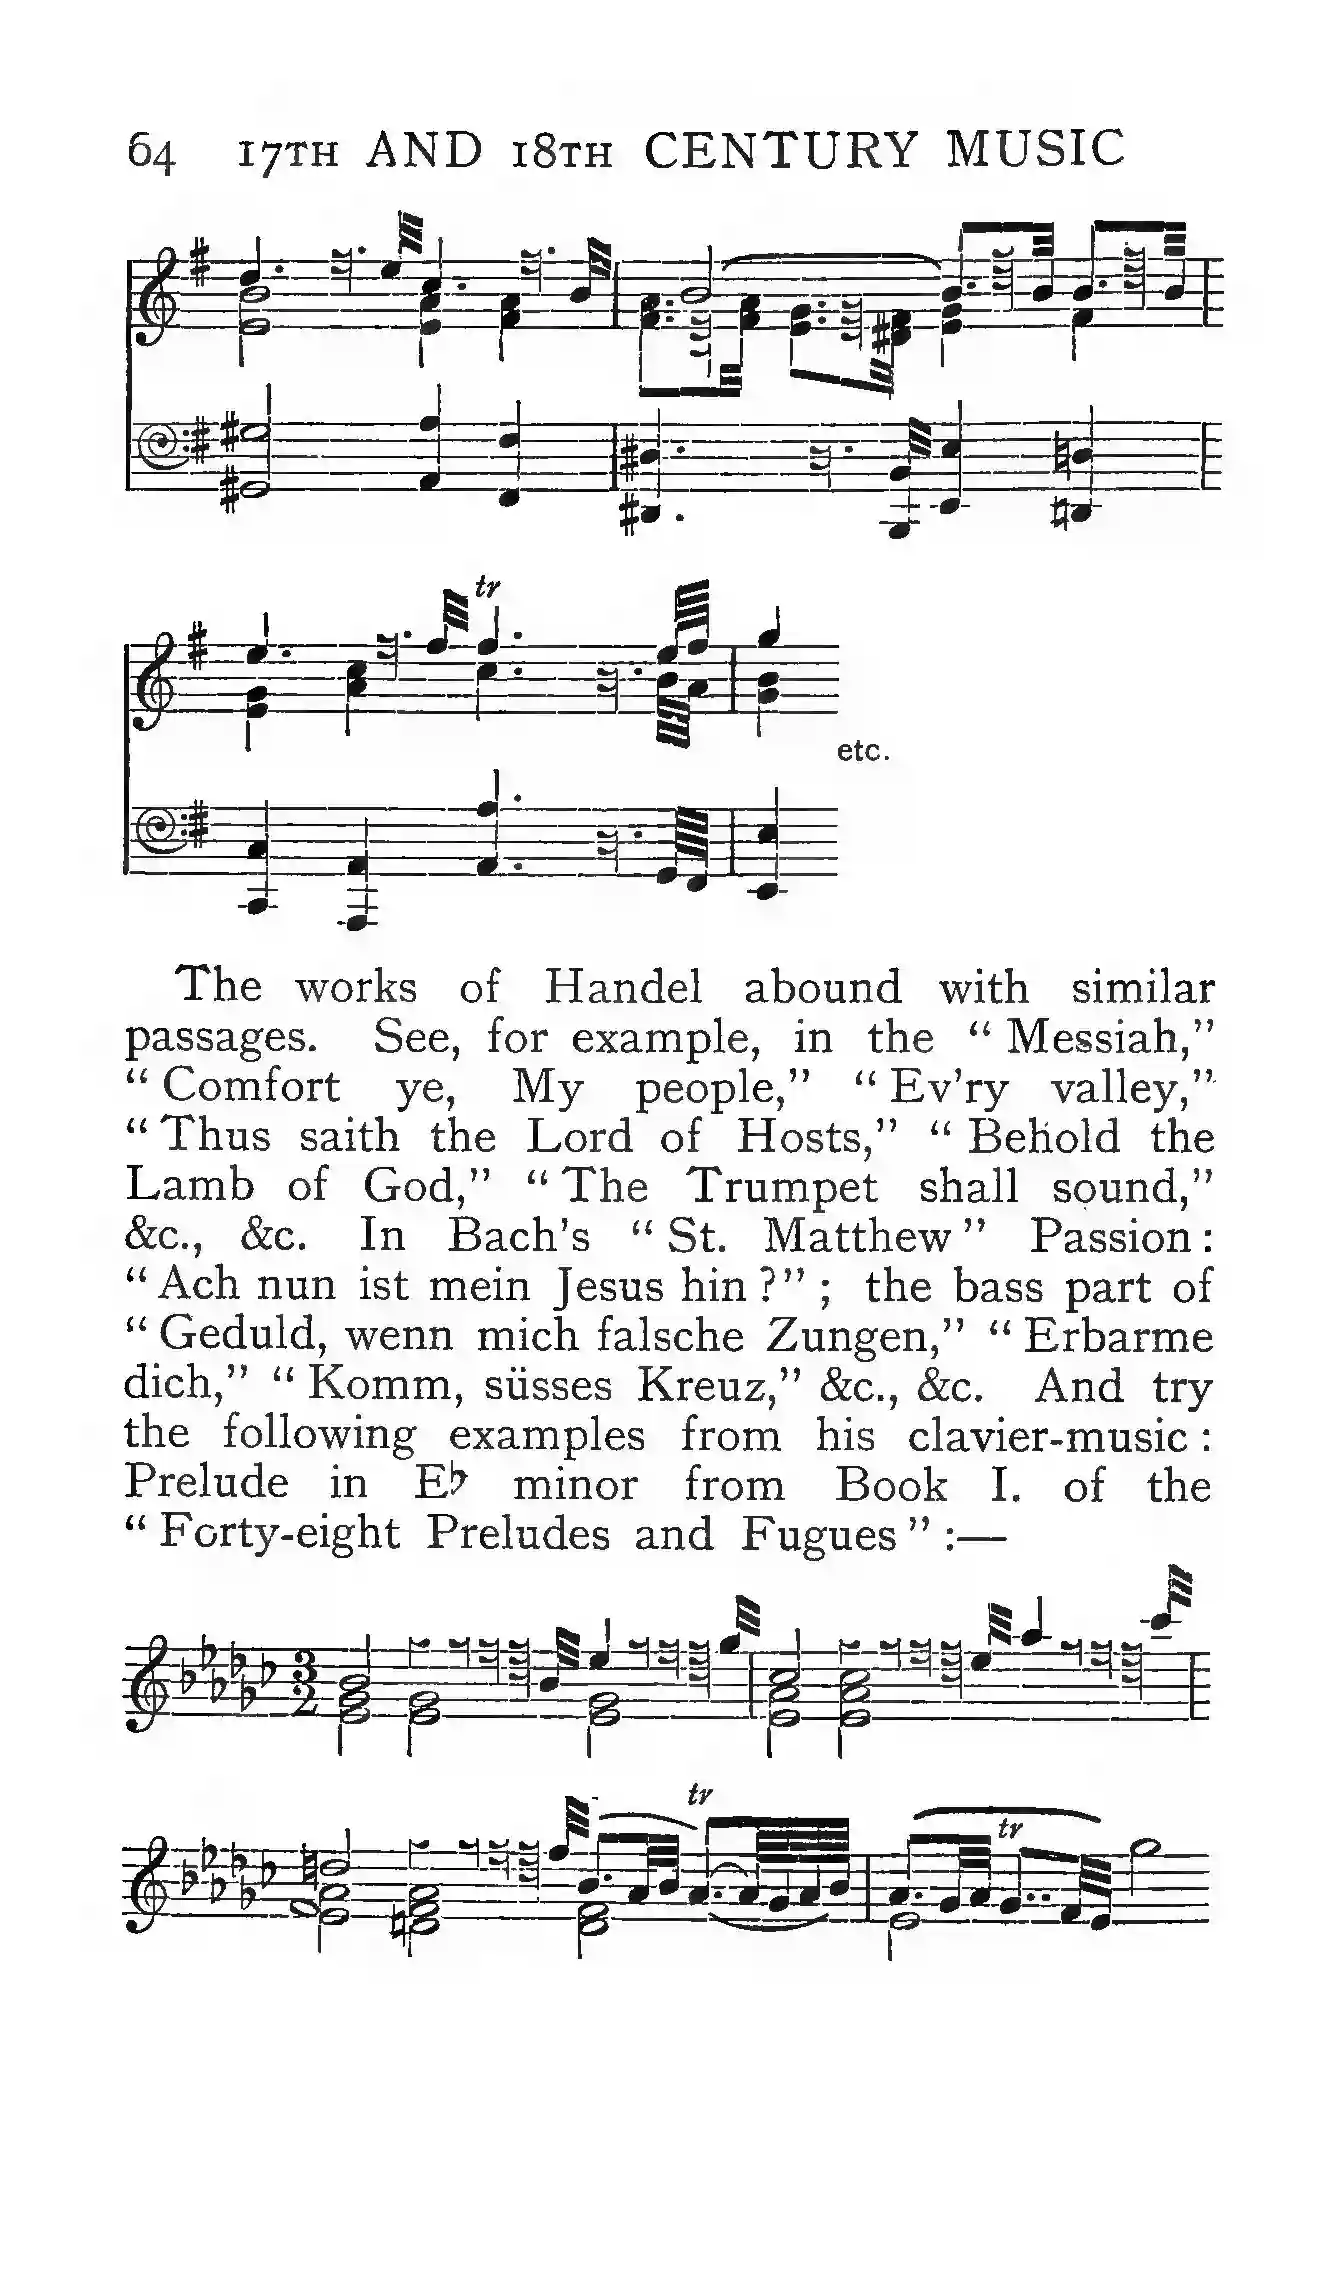 64 17TH AND 18TH CENTURY MUSIC
tr
etc.
The works of Handel abound with similar
passages. See, for example, in the “ Messiah,”
“ Comfort ye, My people,” “ Ev’ry valley,”
“ Thus saith the Lord of Hosts,” “ Behold the
Lamb of God,” “ The Trumpet shall sound,”
&c., &c. In Bach’s “ St. Matthew ” Passion :
“ Ach nun ist mein Jesus hin ? ” ; the bass part of
“ Geduld, wenn mich falsche Zungen,” “ Erbarme
dich,” “ Komm, süsses Kreuz,” &c., &c. And try
the following examples from his clavier-music :
Prelude in E♭ minor from Book I. of the
“ Forty-eight Preludes and Fugues ” :—
3
2
tr
tr